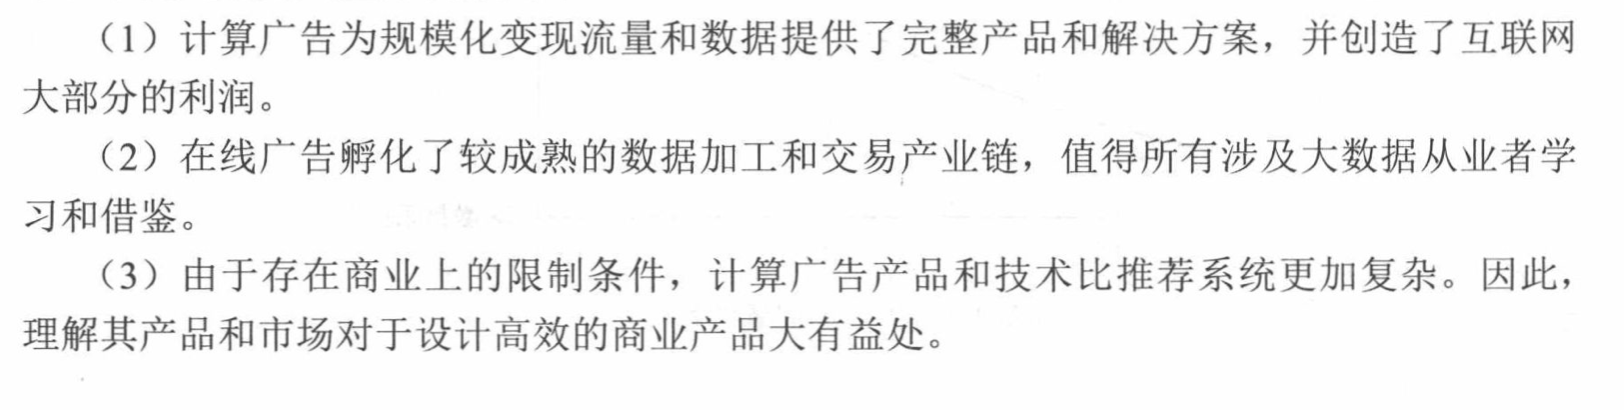 （1）计算广告为规模化变现流量和数据提供了完整产品和解决方案，并创造了互联网
大部分的利润。
（2）在线广告孵化了较成熟的数据加工和交易产业链，值得所有涉及大数据从业者学
习和借鉴。
（3）由于存在商业上的限制条件，计算广告产品和技术比推荐系统更加复杂。因此，
理解其产品和市场对于设计高效的商业产品大有益处。